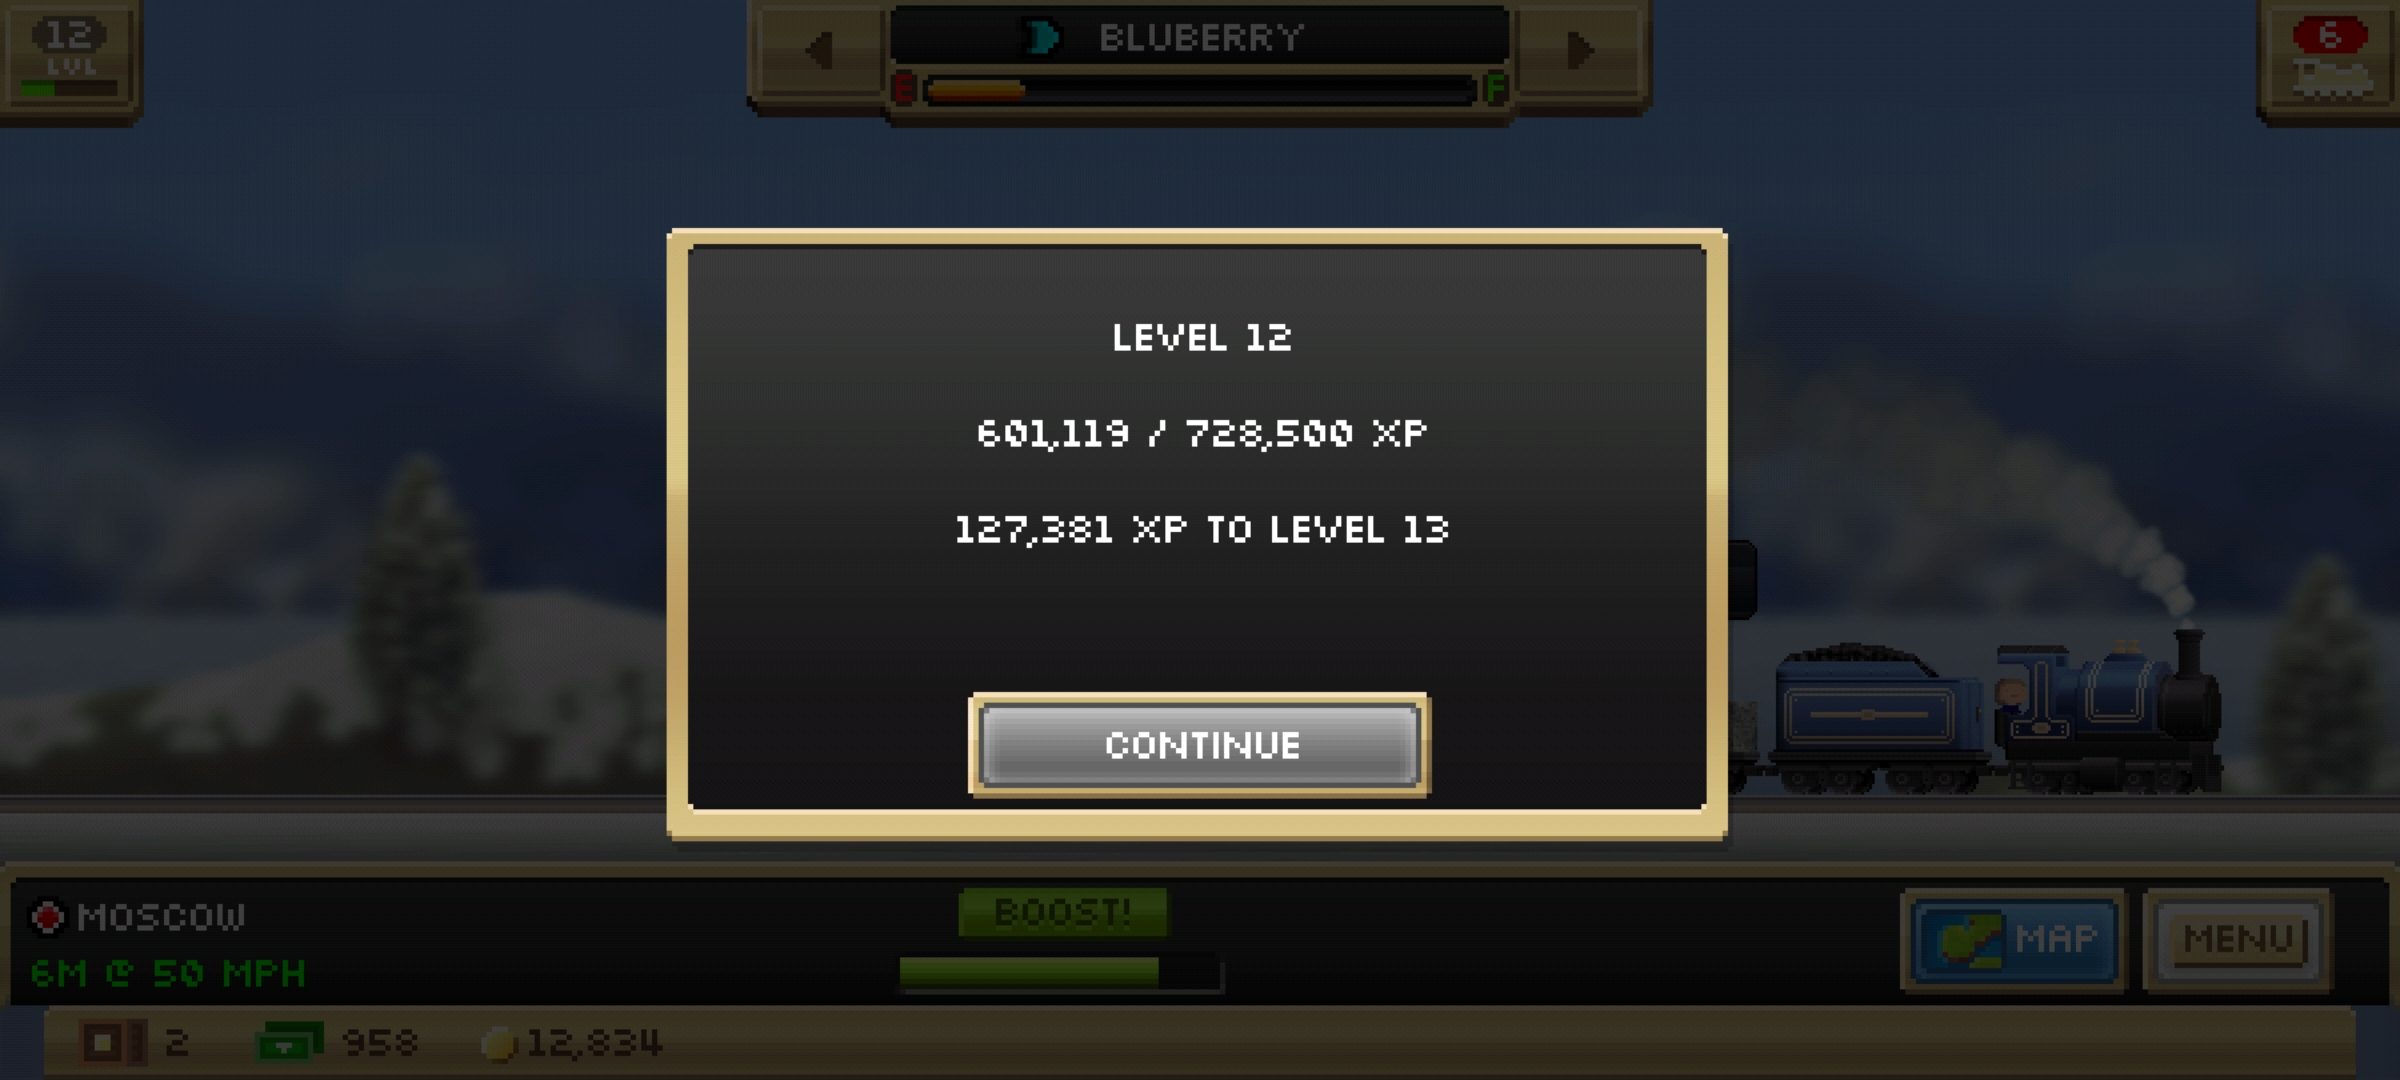 12
LVL
BLUBERRY
E F
6
LEVEL 12
601,119 / 728,500 XP
127,381 XP TO LEVEL 13
CONTINUE
MOSCOW
6M @ 50 MPH
BOOST!
MAP
MENU
2 958 12,834